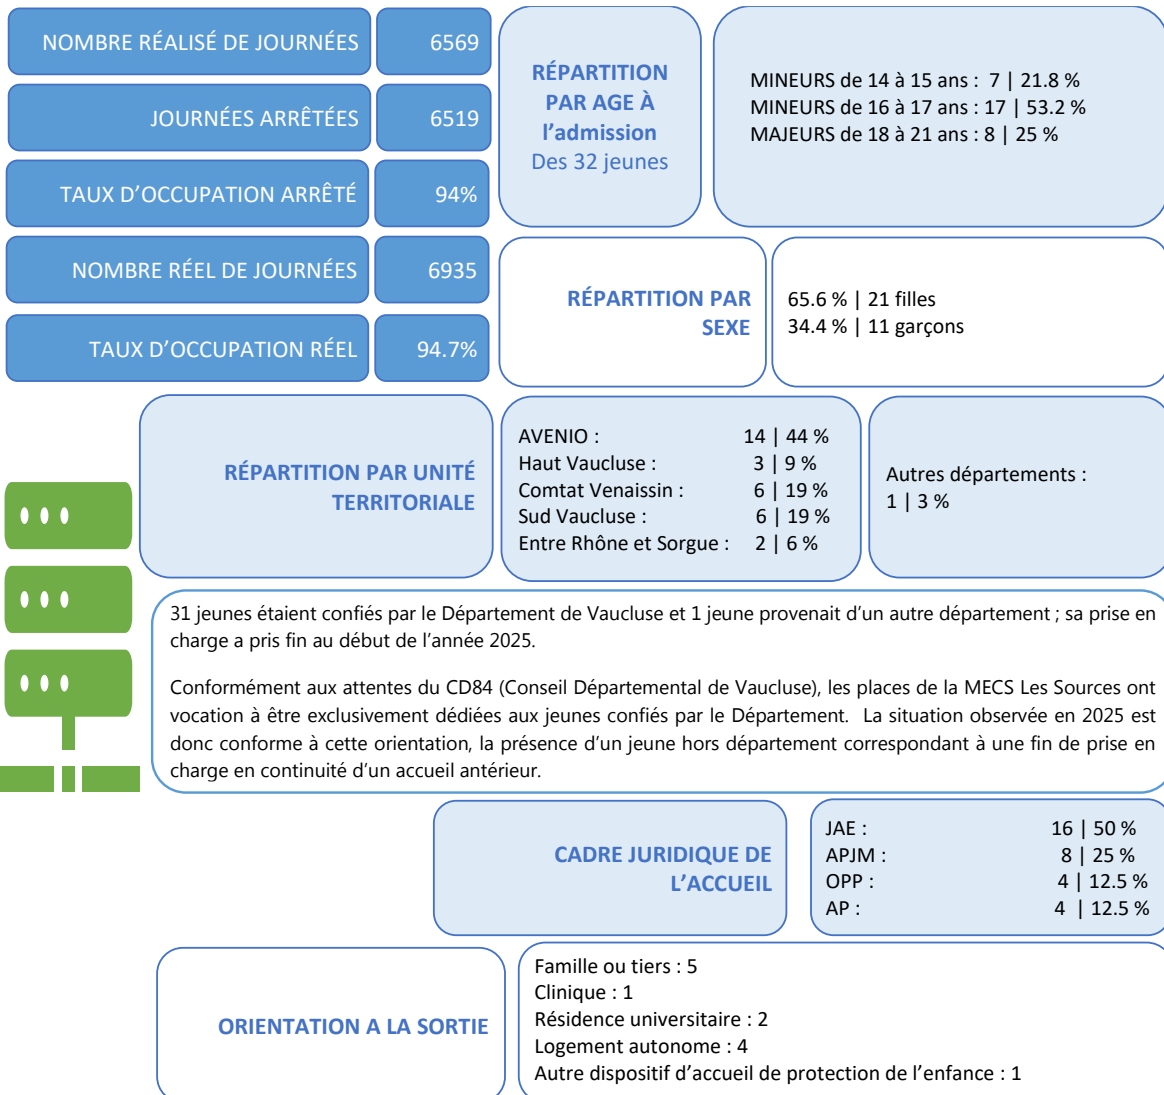 NOMBRE RÉALISÉ DE JOURNÉES 6569
JOURNÉES ARRÊTÉES 6519
TAUX D’OCCUPATION ARRÊTÉ 94%
NOMBRE RÉEL DE JOURNÉES 6935
TAUX D’OCCUPATION RÉEL 94.7%
RÉPARTITION
PAR AGE À
l’admission
Des 32 jeunes
MINEURS de 14 à 15 ans : 7 | 21.8 %
MINEURS de 16 à 17 ans : 17 | 53.2 %
MAJEURS de 18 à 21 ans : 8 | 25 %
RÉPARTITION PAR
SEXE
65.6 % | 21 filles
34.4 % | 11 garçons
RÉPARTITION PAR UNITÉ
TERRITORIALE
AVENIO : 14 | 44 %
Haut Vaucluse : 3 | 9 %
Comtat Venaissin : 6 | 19 %
Sud Vaucluse : 6 | 19 %
Entre Rhône et Sorgue : 2 | 6 %
Autres départements :
1 | 3 %
31 jeunes étaient confiés par le Département de Vaucluse et 1 jeune provenait d’un autre département ; sa prise en
charge a pris fin au début de l’année 2025.
Conformément aux attentes du CD84 (Conseil Départemental de Vaucluse), les places de la MECS Les Sources ont
vocation à être exclusivement dédiées aux jeunes confiés par le Département. La situation observée en 2025 est
donc conforme à cette orientation, la présence d’un jeune hors département correspondant à une fin de prise en
charge en continuité d’un accueil antérieur.
CADRE JURIDIQUE DE
L’ACCUEIL
JAE : 16 | 50 %
APJM : 8 | 25 %
OPP : 4 | 12.5 %
AP : 4 | 12.5 %
ORIENTATION A LA SORTIE
Famille ou tiers : 5
Clinique : 1
Résidence universitaire : 2
Logement autonome : 4
Autre dispositif d’accueil de protection de l’enfance : 1